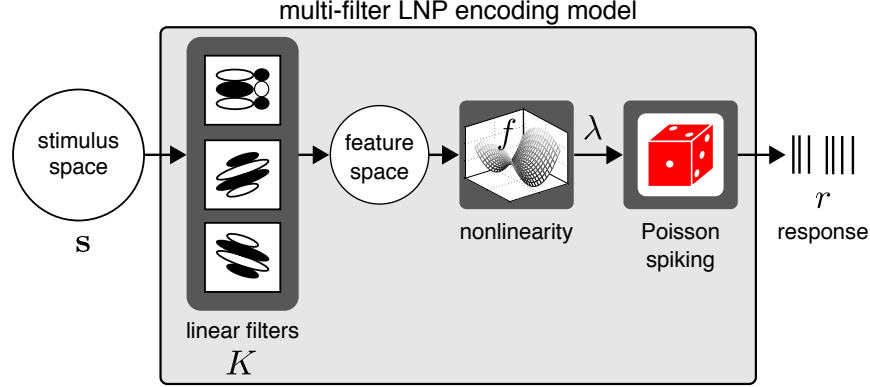 multi-filter LNP encoding model
stimulus
space
s
linear filters
K
feature
space
f
nonlinearity
λ
Poisson
spiking
r
response